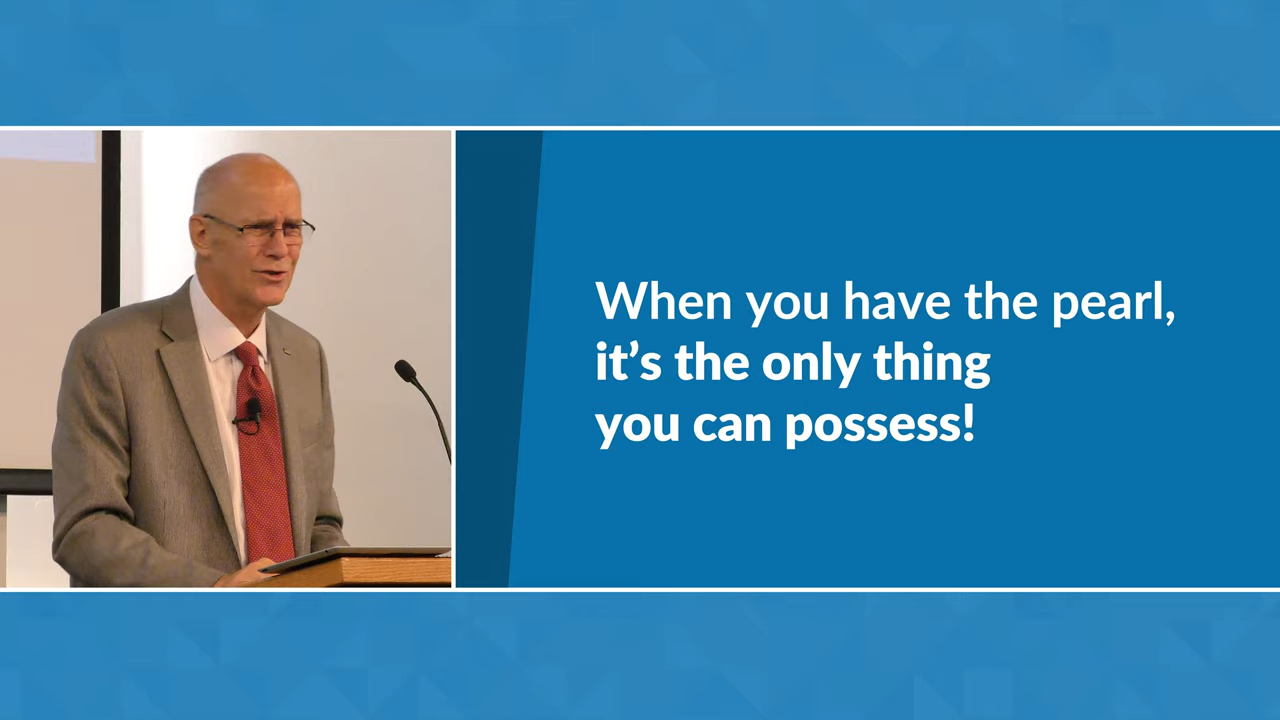 When you have the pearl,
it’s the only thing
you can possess!